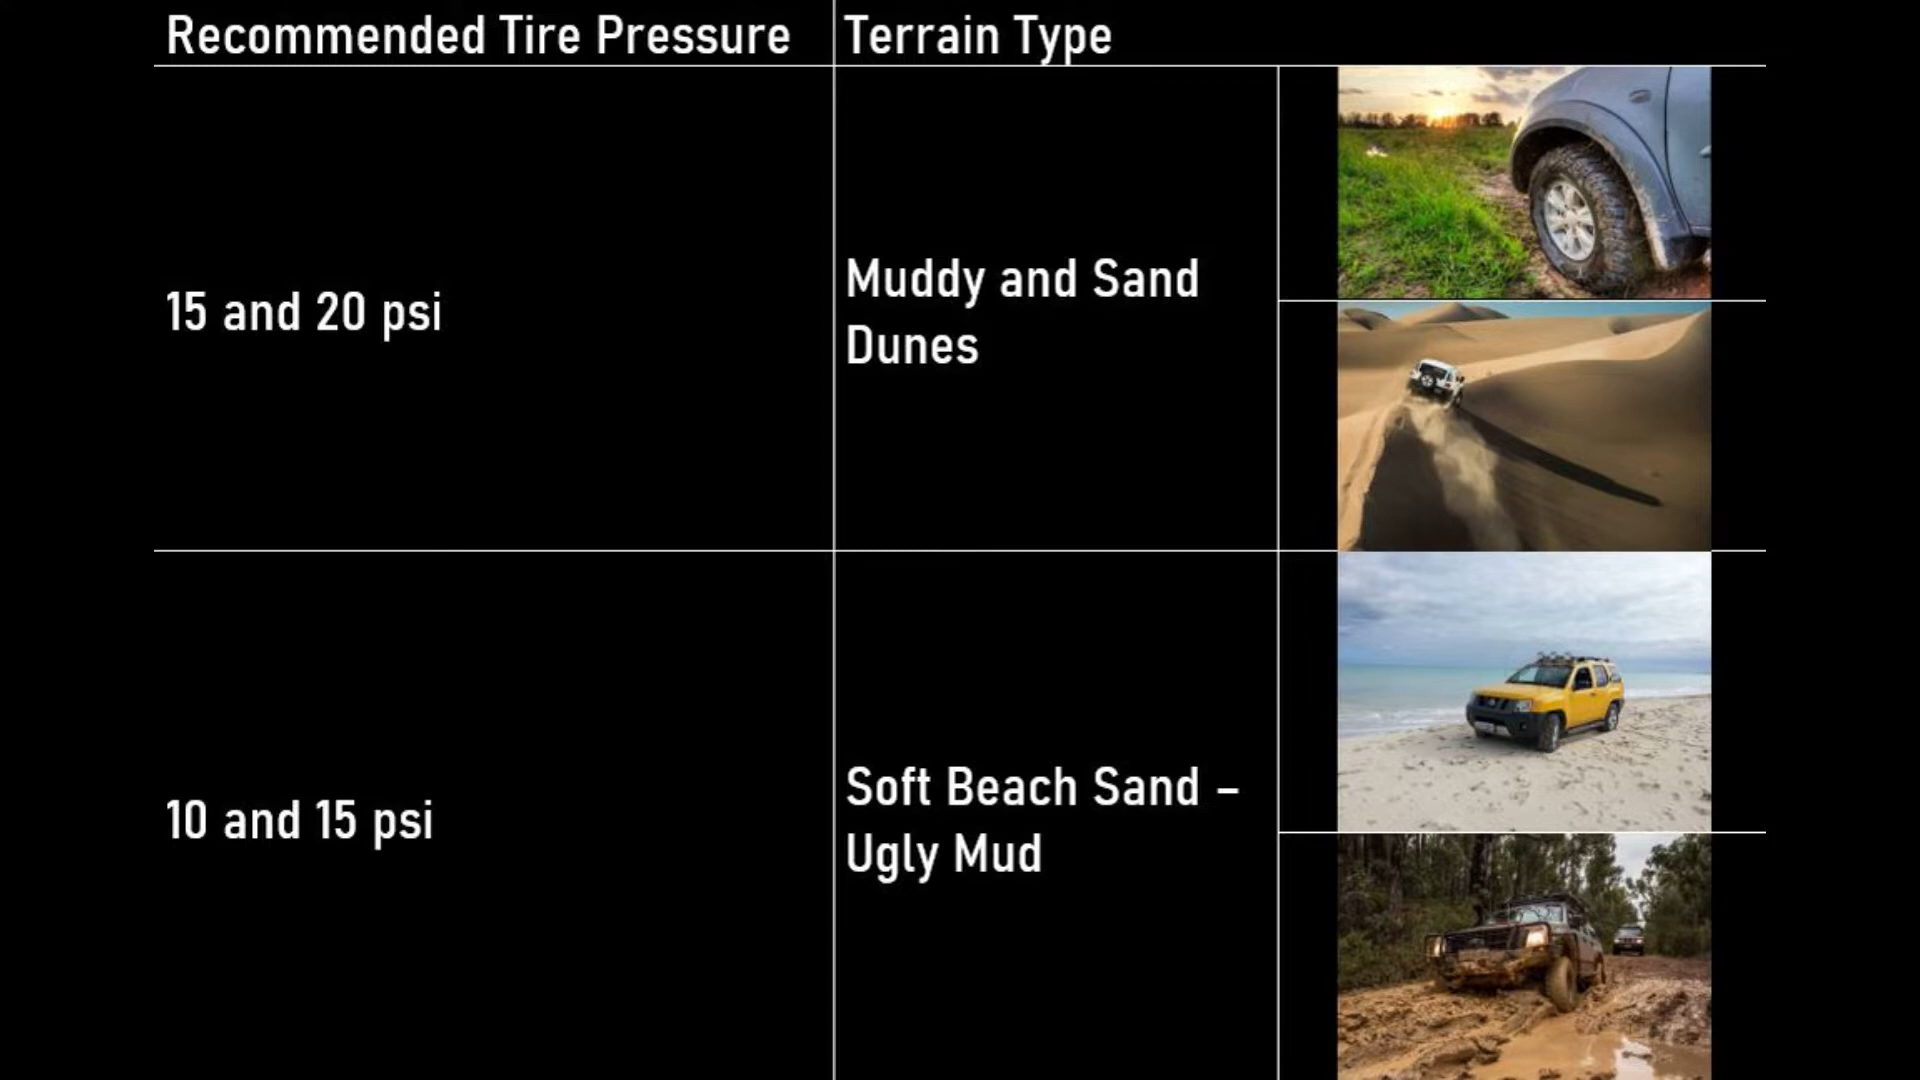 Recommended Tire Pressure
Terrain Type
15 and 20 psi
Muddy and Sand
Dunes
10 and 15 psi
Soft Beach Sand –
Ugly Mud